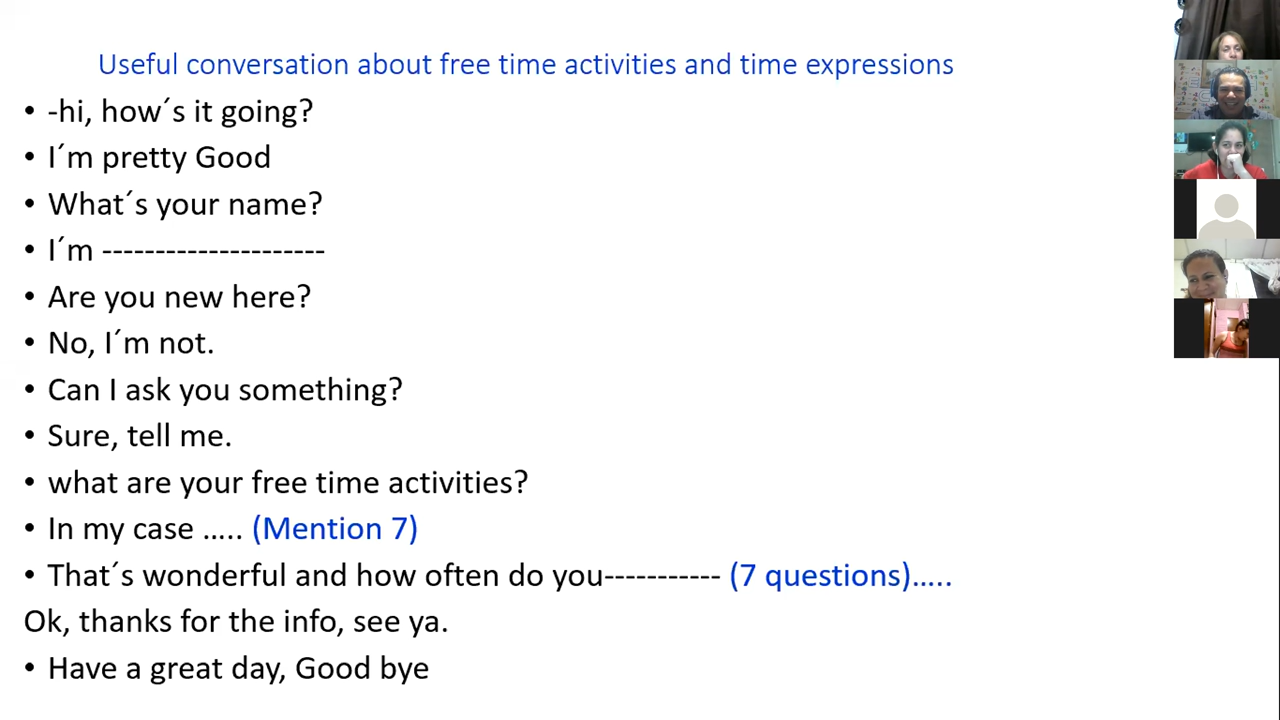 Useful conversation about free time activities and time expressions
• -hi, how´s it going?
• I´m pretty Good
• What´s your name?
• I´m ---------------------
• Are you new here?
• No, I´m not.
• Can I ask you something?
• Sure, tell me.
• what are your free time activities?
• In my case ….. (Mention 7)
• That´s wonderful and how often do you----------- (7 questions)…..
Ok, thanks for the info, see ya.
• Have a great day, Good bye